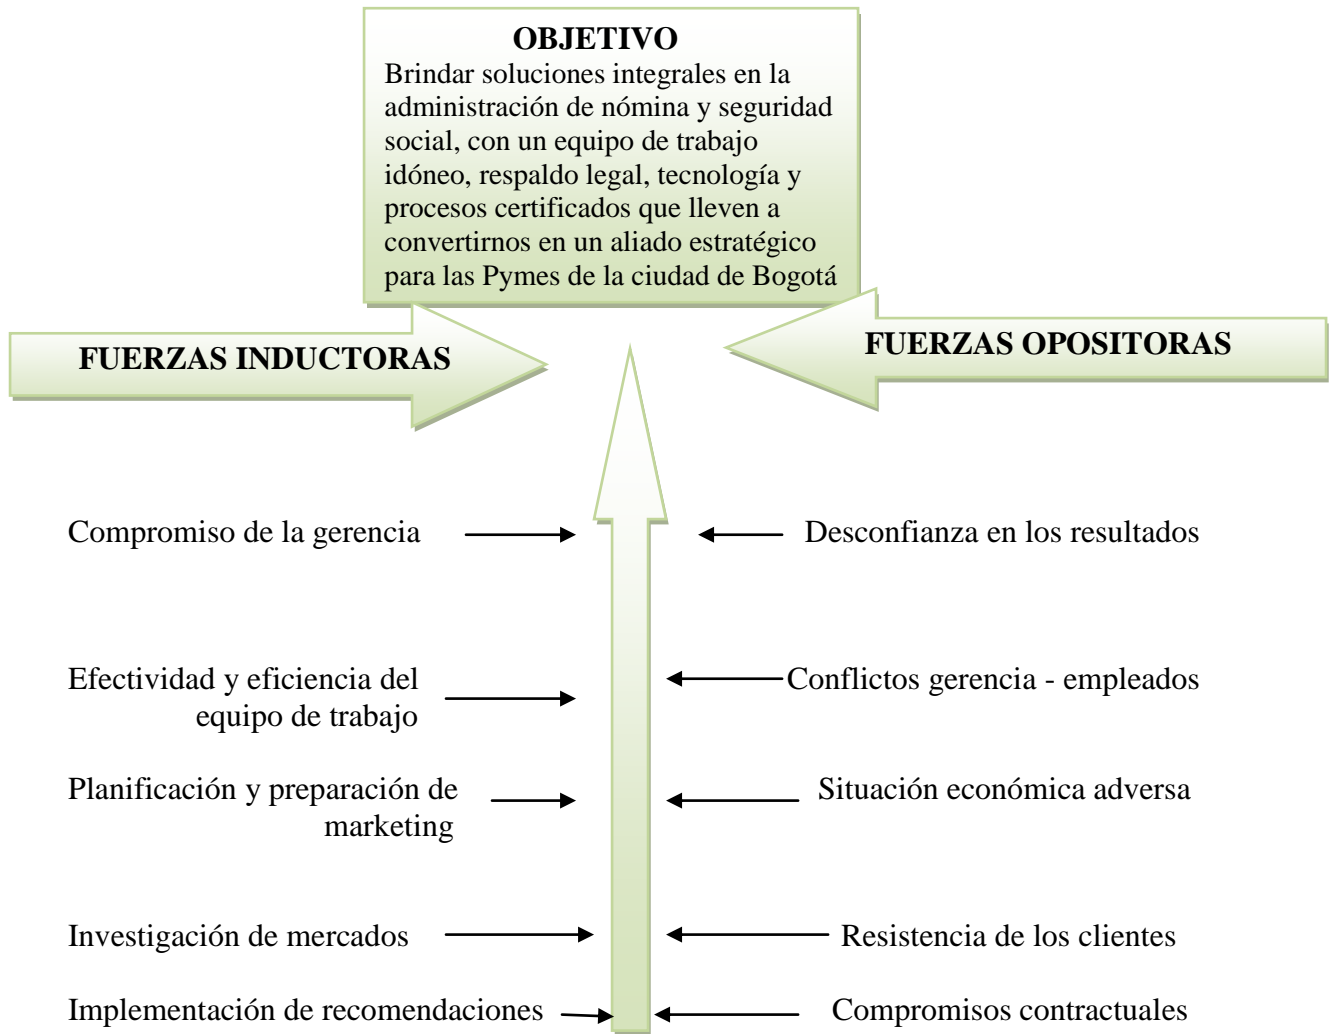 OBJETIVO
Brindar soluciones integrales en la
administración de nómina y seguridad
social, con un equipo de trabajo
idóneo, respaldo legal, tecnología y
procesos certificados que lleven a
convertirnos en un aliado estratégico
para las Pymes de la ciudad de Bogotá
FUERZAS INDUCTORAS
FUERZAS OPOSITORAS
Compromiso de la gerencia
Desconfianza en los resultados
Efectividad y eficiencia del
equipo de trabajo
Conflictos gerencia - empleados
Planificación y preparación de
marketing
Situación económica adversa
Investigación de mercados
Resistencia de los clientes
Implementación de recomendaciones
Compromisos contractuales